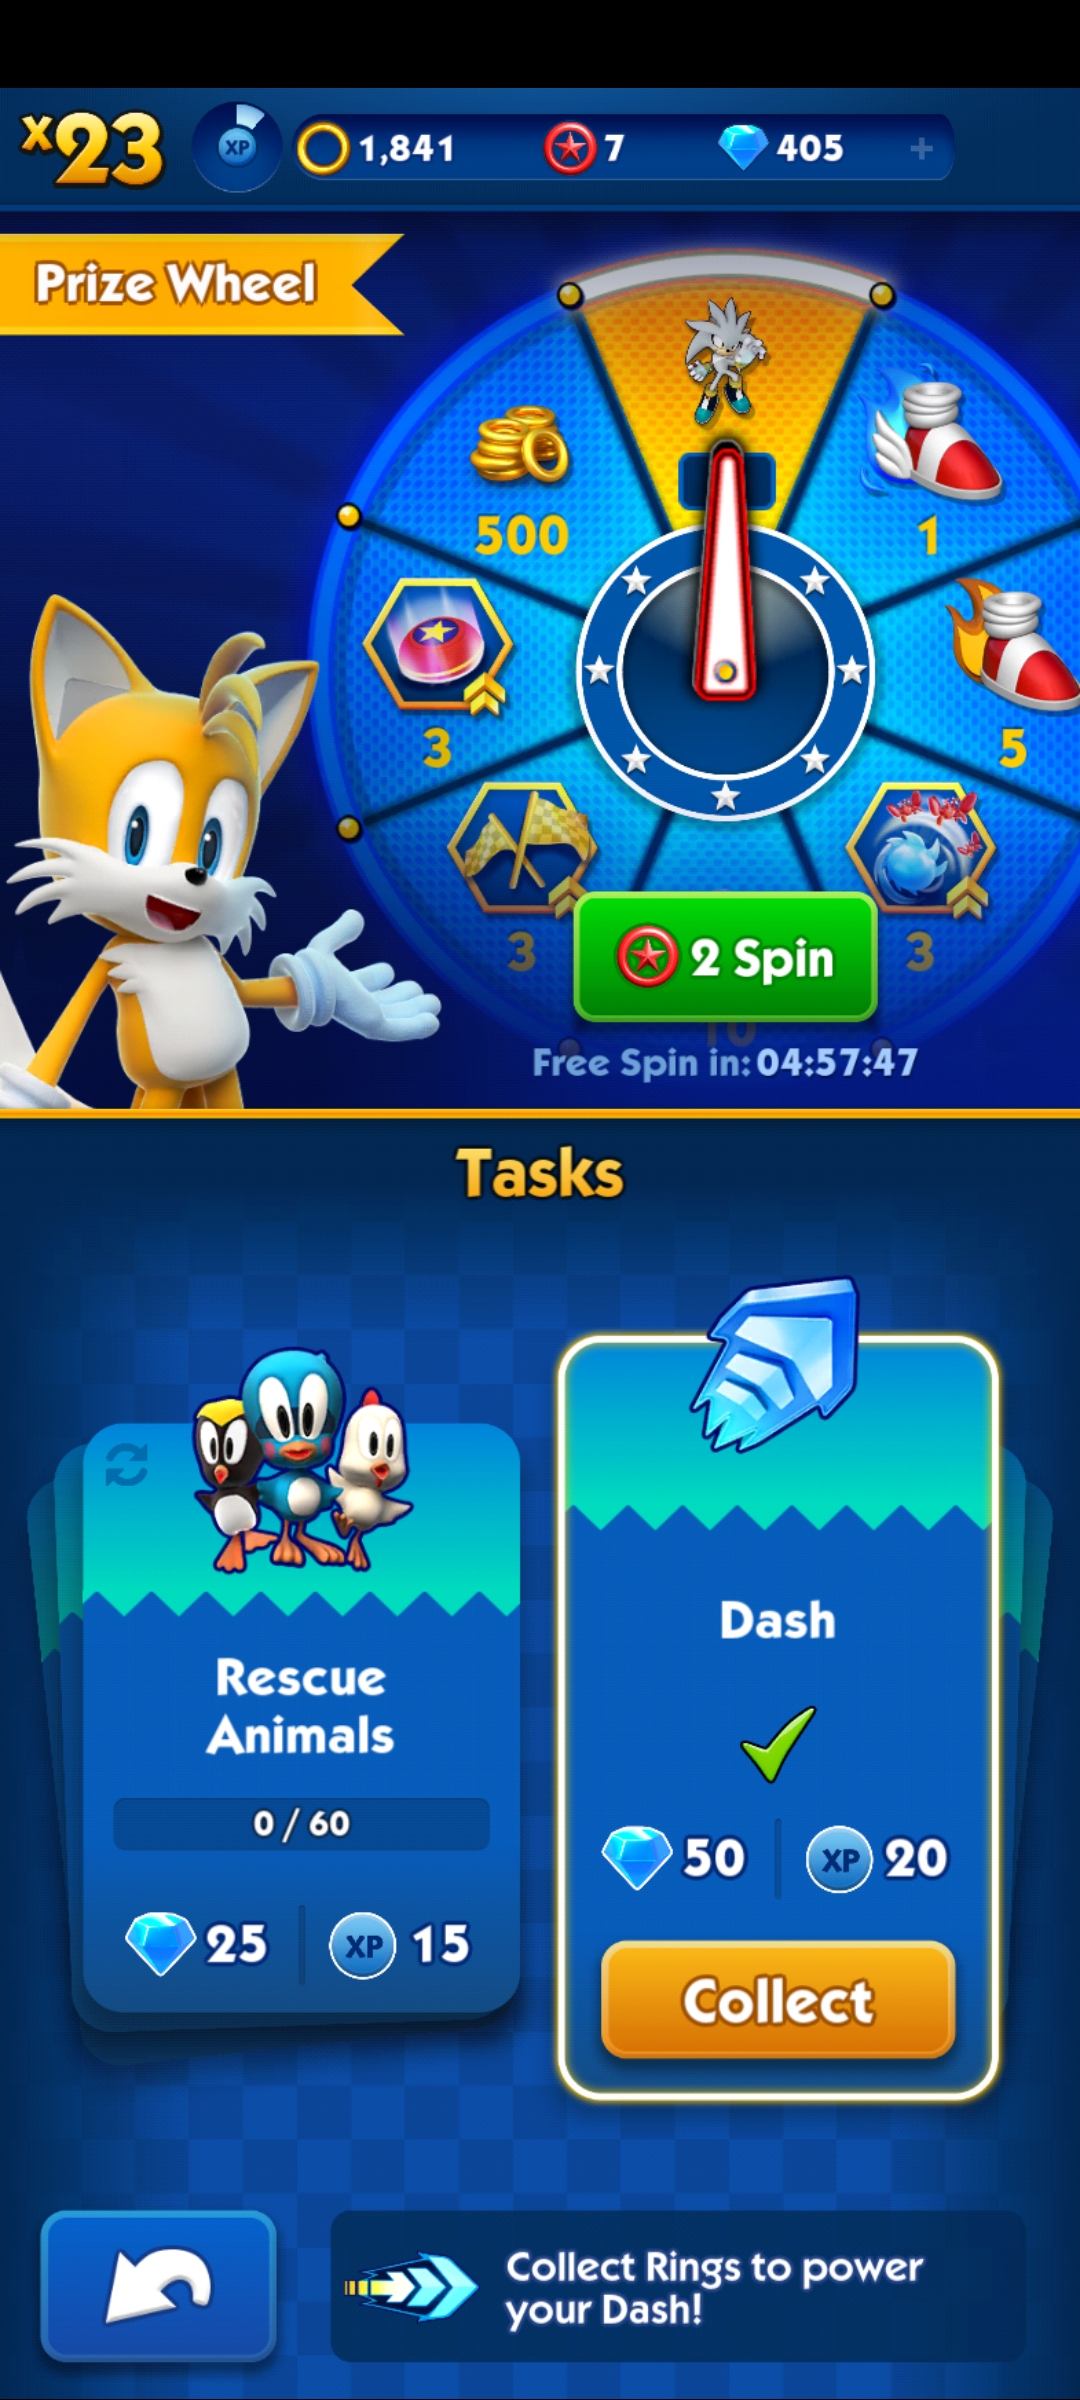 x23
XP
1,841
7
405
+
Prize Wheel
500
1
3
5
3
3
2 Spin
10
Free Spin in: 04:57:47
Tasks
Rescue
Animals
0 / 60
25
XP 15
Dash
50
XP 20
Collect
Collect Rings to power
your Dash!